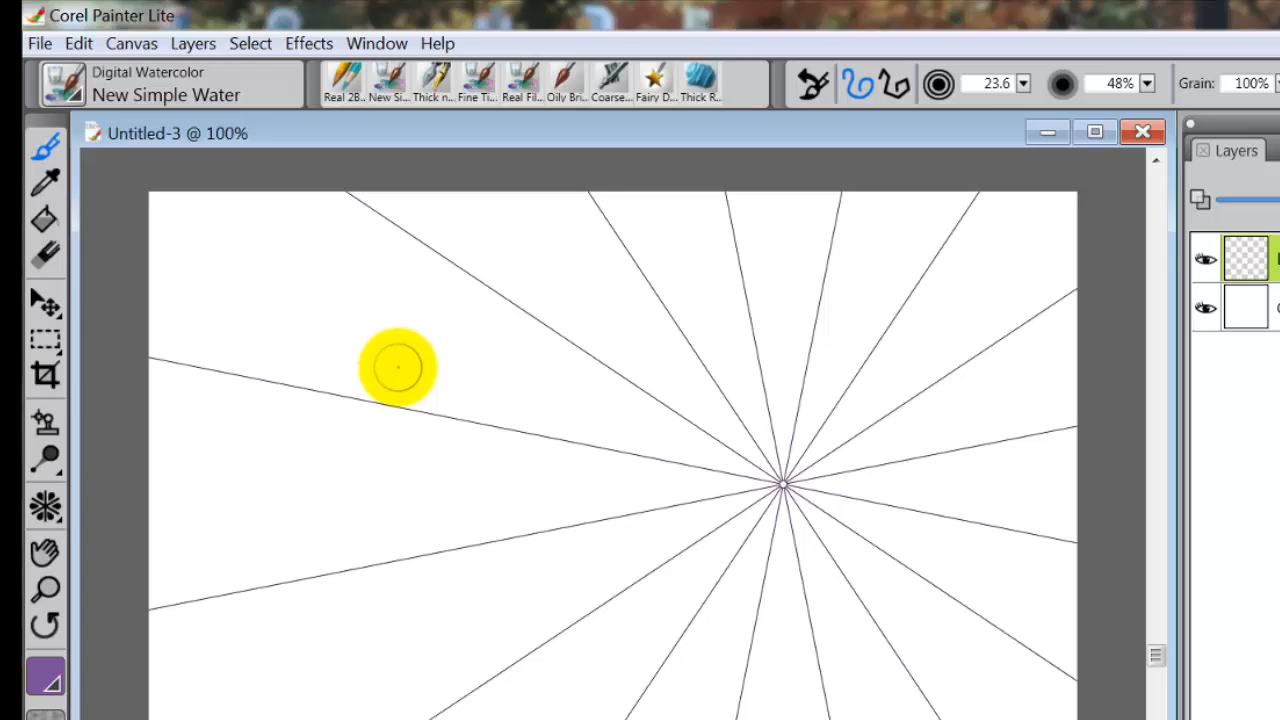 Corel Painter Lite
File Edit Canvas Layers Select Effects Window Help
Digital Watercolor
New Simple Water
Real 2B... New Si... Thick n... Fine Ti... Real Fil... Oily Bri... Coarse... Fairy D... Thick R...
23.6 48% Grain: 100%
Untitled-3 @ 100%
Layers